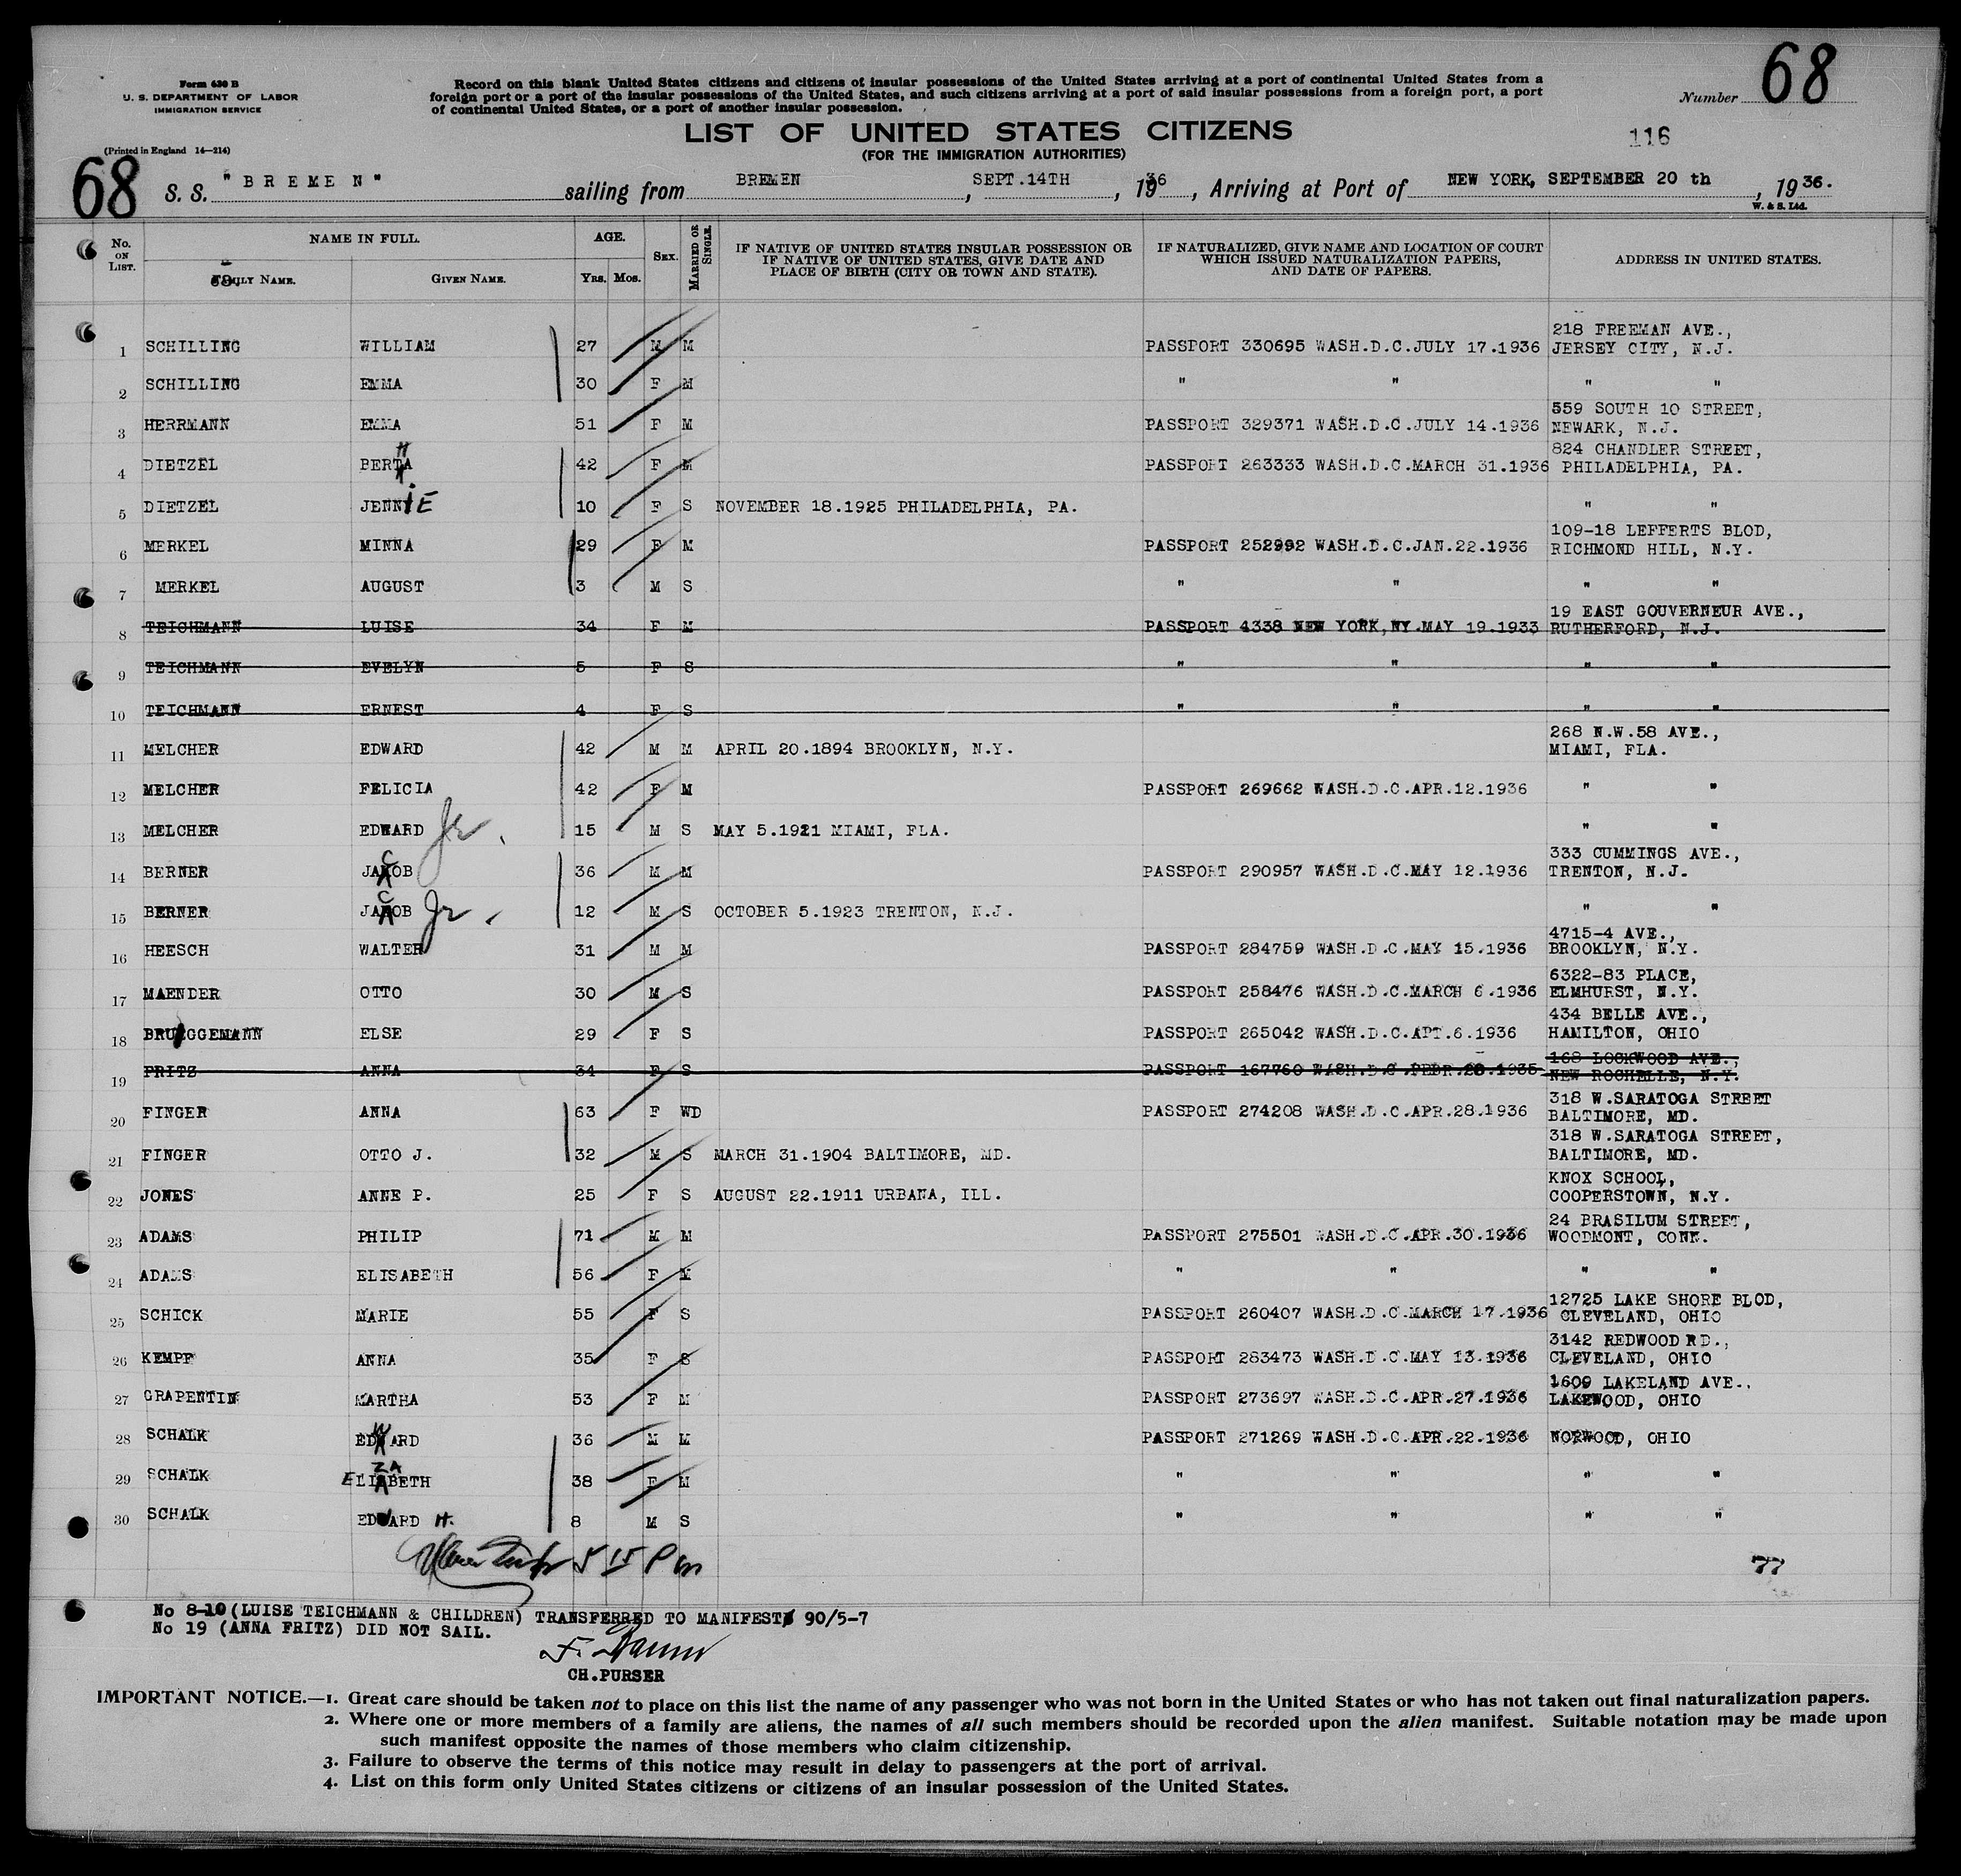 Form 630 B
U. S. DEPARTMENT OF LABOR
IMMIGRATION SERVICE
(Printed in England 14—214)
Record on this blank United States citizens and citizens of insular possessions of the United States arriving at a port of continental United States from a
foreign port or a port of the insular possessions of the United States, and such citizens arriving at a port of said insular possessions from a foreign port, a port
of continental United States, or a port of another insular possession.
Number 68
LIST OF UNITED STATES CITIZENS
(FOR THE IMMIGRATION AUTHORITIES)
116
68 S. S. "BREMEN" sailing from BREMEN, SEPT.14TH, 1936, Arriving at Port of NEW YORK, SEPTEMBER 20 th, 1936.
W. & S. Ltd.
No. ON LIST. NAME IN FULL. AGE. SEX. MARRIED OR SINGLE. IF NATIVE OF UNITED STATES INSULAR POSSESSION OR IF NATIVE OF UNITED STATES, GIVE DATE AND PLACE OF BIRTH (CITY OR TOWN AND STATE). IF NATURALIZED, GIVE NAME AND LOCATION OF COURT WHICH ISSUED NATURALIZATION PAPERS, AND DATE OF PAPERS. ADDRESS IN UNITED STATES.
FAMILY NAME. GIVEN NAME. YRS. MOS.
1 SCHILLING WILLIAM 27 M M PASSPORT 330695 WASH.D.C.JULY 17.1936 218 FREEMAN AVE., JERSEY CITY, N.J.
2 SCHILLING EMMA 30 F M " " " "
3 HERRMANN EMMA 51 F M PASSPORT 329371 WASH.D.C.JULY 14.1936 559 SOUTH 10 STREET, NEWARK, N.J.
4 DIETZEL BERTHA 42 F M PASSPORT 263333 WASH.D.C.MARCH 31.1936 824 CHANDLER STREET, PHILADELPHIA, PA.
5 DIETZEL JENNIE 10 F S NOVEMBER 18.1925 PHILADELPHIA, PA. " "
6 MERKEL MINNA 29 F M PASSPORT 252992 WASH.D.C.JAN.22.1936 109-18 LEFFERTS BLOD, RICHMOND HILL, N.Y.
7 MERKEL AUGUST 3 M S " " " "
8 TEICHMANN LUISE 34 F M PASSPORT 4338 NEW YORK,NY.MAY 19.1933 19 EAST GOUVERNEUR AVE., RUTHERFORD, N.J.
9 TEICHMANN EVELYN 5 F S " " " "
10 TEICHMANN ERNEST 4 F S " " " "
11 MELCHER EDWARD 42 M M APRIL 20.1894 BROOKLYN, N.Y. 268 N.W.58 AVE., MIAMI, FLA.
12 MELCHER FELICIA 42 F M PASSPORT 269662 WASH.D.C.APR.12.1936 " "
13 MELCHER EDWARD Jr. 15 M S MAY 5.1921 MIAMI, FLA. " "
14 BERNER JACOB 36 M M PASSPORT 290957 WASH.D.C.MAY 12.1936 333 CUMMINGS AVE., TRENTON, N.J.
15 BERNER JACOB Jr. 12 M S OCTOBER 5.1923 TRENTON, N.J. " "
16 HEESCH WALTER 31 M M PASSPORT 284759 WASH.D.C.MAY 15.1936 4715-4 AVE., BROOKLYN, N.Y.
17 MAENDER OTTO 30 M S PASSPORT 258476 WASH.D.C.MARCH 6.1936 6322-83 PLACE, ELMHURST, N.Y.
18 BRUGGEMANN ELSE 29 F S PASSPORT 265042 WASH.D.C.APT.6.1936 434 BELLE AVE., HAMILTON, OHIO
19 FRITZ ANNA 34 F S PASSPORT 167760 WASH.D.C.FEBR.28.1935 168 LOCKWOOD AVE., NEW ROCHELLE, N.Y.
20 FINGER ANNA 63 F WD PASSPORT 274208 WASH.D.C.APR.28.1936 318 W.SARATOGA STREET BALTIMORE, MD.
21 FINGER OTTO J. 32 M S MARCH 31.1904 BALTIMORE, MD. 318 W.SARATOGA STREET, BALTIMORE, MD.
22 JONES ANNE P. 25 F S AUGUST 22.1911 URBANA, ILL. KNOX SCHOOL, COOPERSTOWN, N.Y.
23 ADAMS PHILIP 71 M M PASSPORT 275501 WASH.D.C.APR.30.1936 24 BRASILUM STREET, WOODMONT, CONN.
24 ADAMS ELISABETH 56 F M " " " "
25 SCHICK MARIE 55 F S PASSPORT 260407 WASH.D.C.MARCH 17.1936 12725 LAKE SHORE BLOD, CLEVELAND, OHIO
26 KEMPF ANNA 35 F S PASSPORT 283473 WASH.D.C.MAY 13.1936 3142 REDWOOD RD., CLEVELAND, OHIO
27 GRAPENTIN MARTHA 53 F M PASSPORT 273697 WASH.D.C.APR.27.1936 1609 LAKELAND AVE., LAKEWOOD, OHIO
28 SCHALK EDWARD 36 M M PASSPORT 271269 WASH.D.C.APR.22.1936 NORWOOD, OHIO
29 SCHALK ELIZABETH 38 F M " " " "
30 SCHALK EDWARD H. 8 M S " " " "
5 15 P m
77
No 8-10 (LUISE TEICHMANN & CHILDREN) TRANSFERRED TO MANIFEST 90/5-7
No 19 (ANNA FRITZ) DID NOT SAIL.
CH.PURSER
IMPORTANT NOTICE.—1. Great care should be taken not to place on this list the name of any passenger who was not born in the United States or who has not taken out final naturalization papers.
2. Where one or more members of a family are aliens, the names of all such members should be recorded upon the alien manifest. Suitable notation may be made upon
such manifest opposite the names of those members who claim citizenship.
3. Failure to observe the terms of this notice may result in delay to passengers at the port of arrival.
4. List on this form only United States citizens or citizens of an insular possession of the United States.